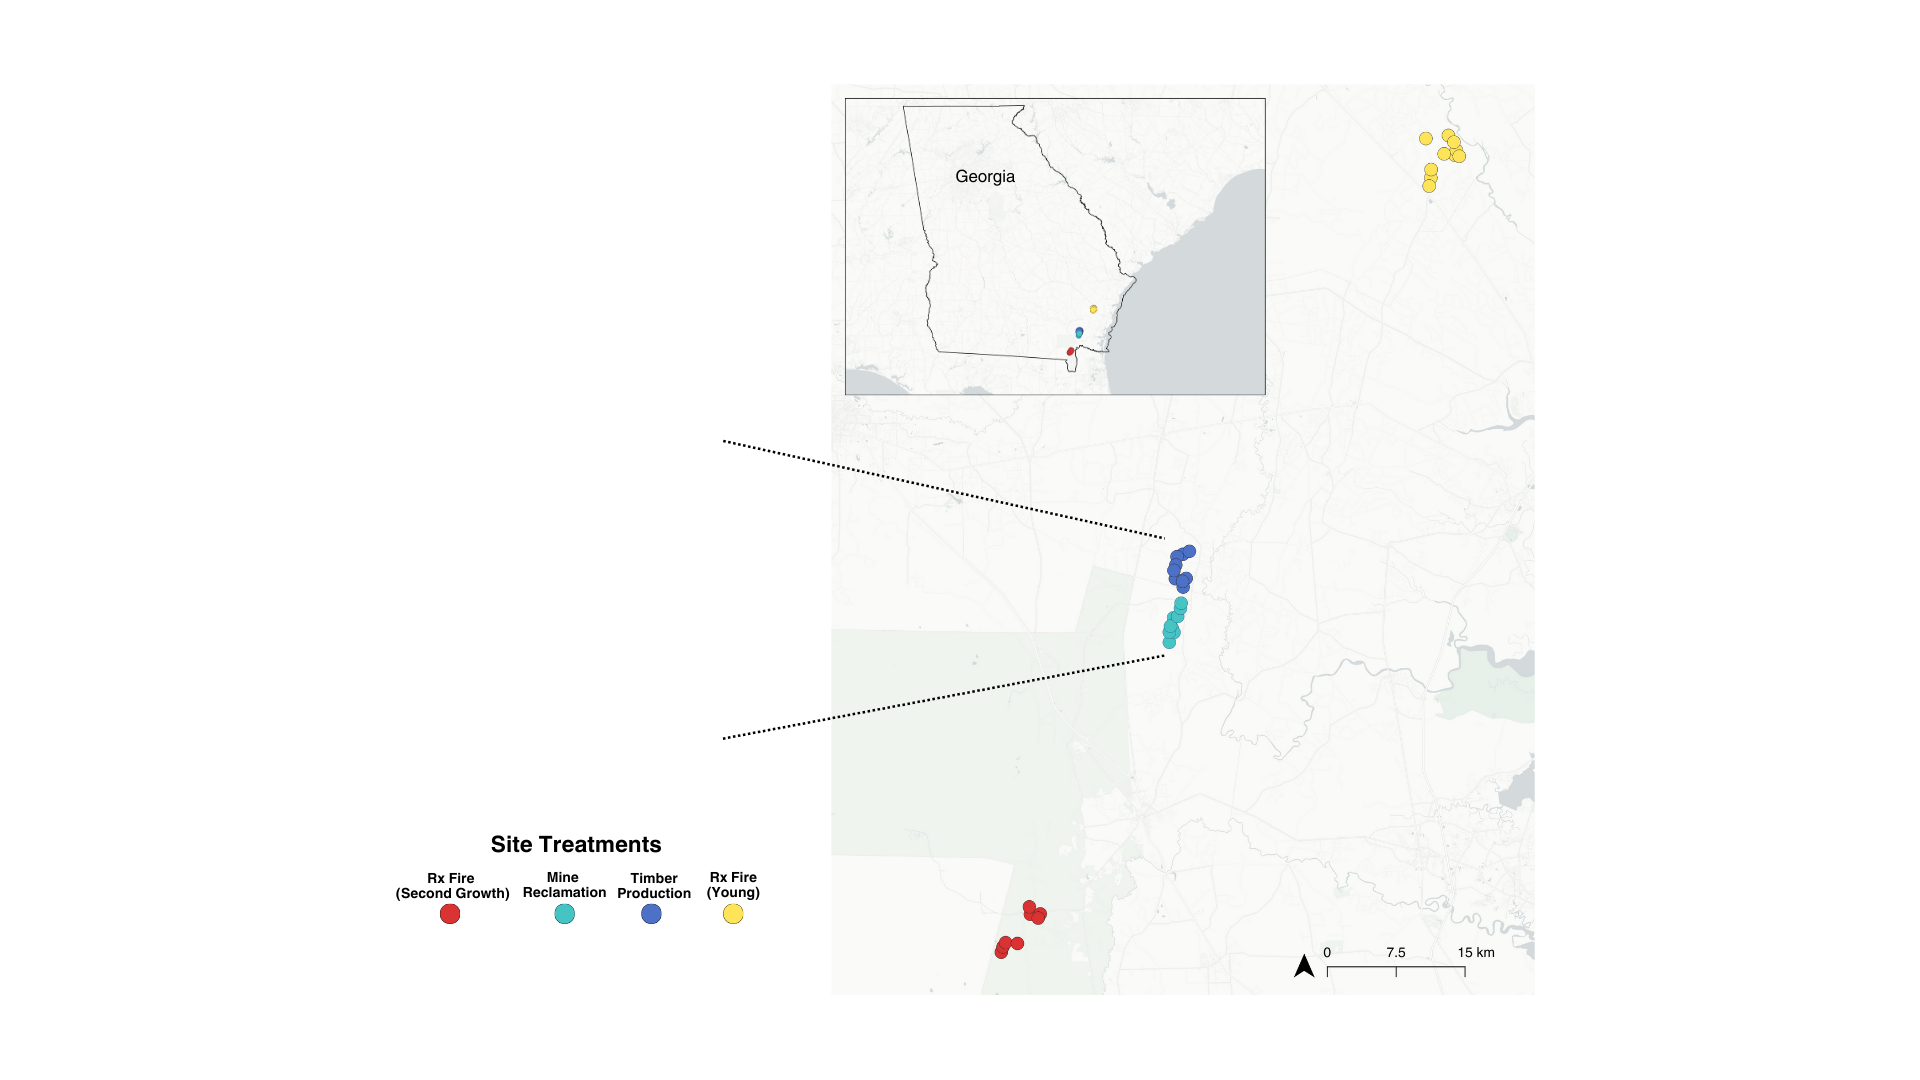 Georgia
Site Treatments
Rx Fire
(Second Growth)
Mine
Reclamation
Timber
Production
Rx Fire
(Young)
0 7.5 15 km